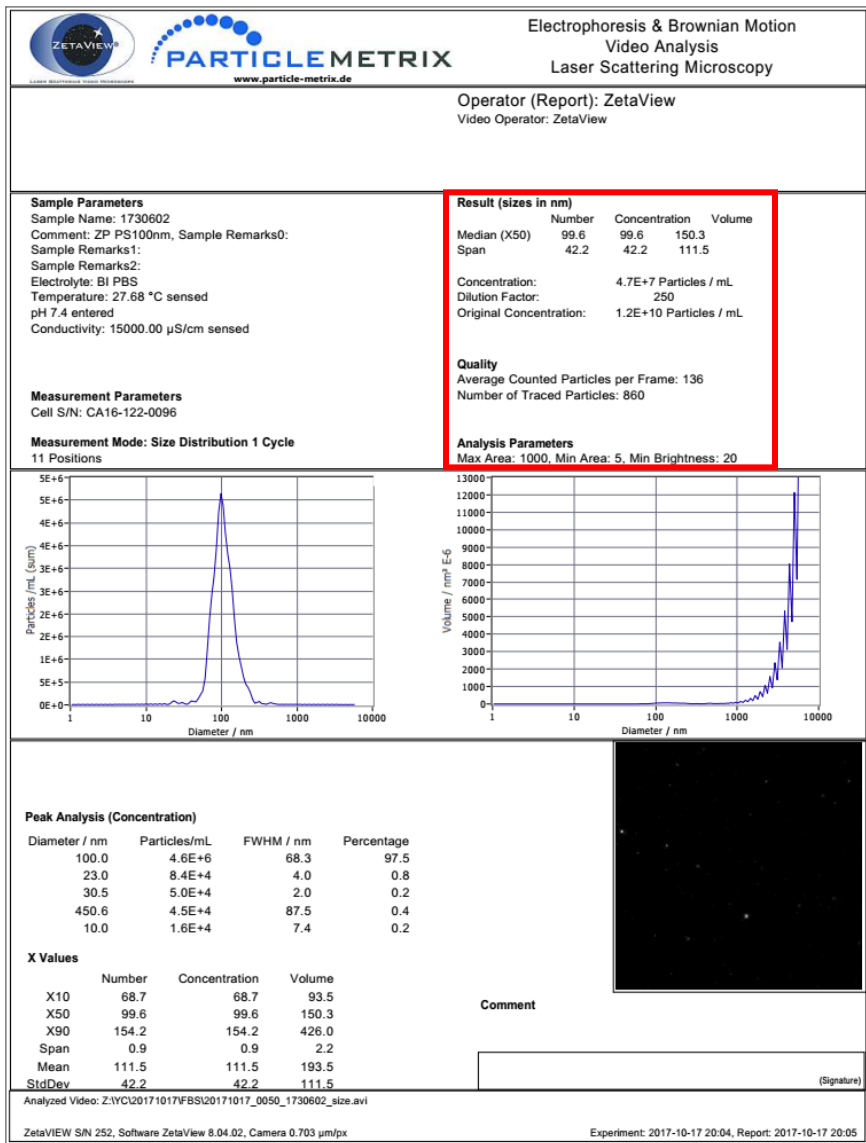 ZETAVIEW®
LASER SCATTERING VIDEO MICROSCOPE
PARTICLEMETRIX
www.particle-metrix.de
Electrophoresis & Brownian Motion
Video Analysis
Laser Scattering Microscopy
Operator (Report): ZetaView
Video Operator: ZetaView
Sample Parameters
Sample Name: 1730602
Comment: ZP PS100nm, Sample Remarks0:
Sample Remarks1:
Sample Remarks2:
Electrolyte: BI PBS
Temperature: 27.68 °C sensed
pH 7.4 entered
Conductivity: 15000.00 µS/cm sensed
Measurement Parameters
Cell S/N: CA16-122-0096
Measurement Mode: Size Distribution 1 Cycle
11 Positions
Result (sizes in nm)
Number Concentration Volume
Median (X50) 99.6 99.6 150.3
Span 42.2 42.2 111.5
Concentration: 4.7E+7 Particles / mL
Dilution Factor: 250
Original Concentration: 1.2E+10 Particles / mL
Quality
Average Counted Particles per Frame: 136
Number of Traced Particles: 860
Analysis Parameters
Max Area: 1000, Min Area: 5, Min Brightness: 20
Particles /mL (sum)
5E+6
5E+6
4E+6
4E+6
3E+6
3E+6
2E+6
2E+6
1E+6
5E+5
0E+0
1 10 100 1000 10000
Diameter / nm
Volume / nm³ E-6
13000
12000
11000
10000
9000
8000
7000
6000
5000
4000
3000
2000
1000
0
1 10 100 1000 10000
Diameter / nm
Peak Analysis (Concentration)
Diameter / nm Particles/mL FWHM / nm Percentage
100.0 4.6E+6 68.3 97.5
23.0 8.4E+4 4.0 0.8
30.5 5.0E+4 2.0 0.2
450.6 4.5E+4 87.5 0.4
10.0 1.6E+4 7.4 0.2
X Values
Number Concentration Volume
X10 68.7 68.7 93.5
X50 99.6 99.6 150.3
X90 154.2 154.2 426.0
Span 0.9 0.9 2.2
Mean 111.5 111.5 193.5
StdDev 42.2 42.2 111.5
Comment
(Signature)
Analyzed Video: Z:\YC\20171017\FBS\20171017_0050_1730602_size.avi
ZetaVIEW S/N 252, Software ZetaView 8.04.02, Camera 0.703 µm/px
Experiment: 2017-10-17 20:04, Report: 2017-10-17 20:05